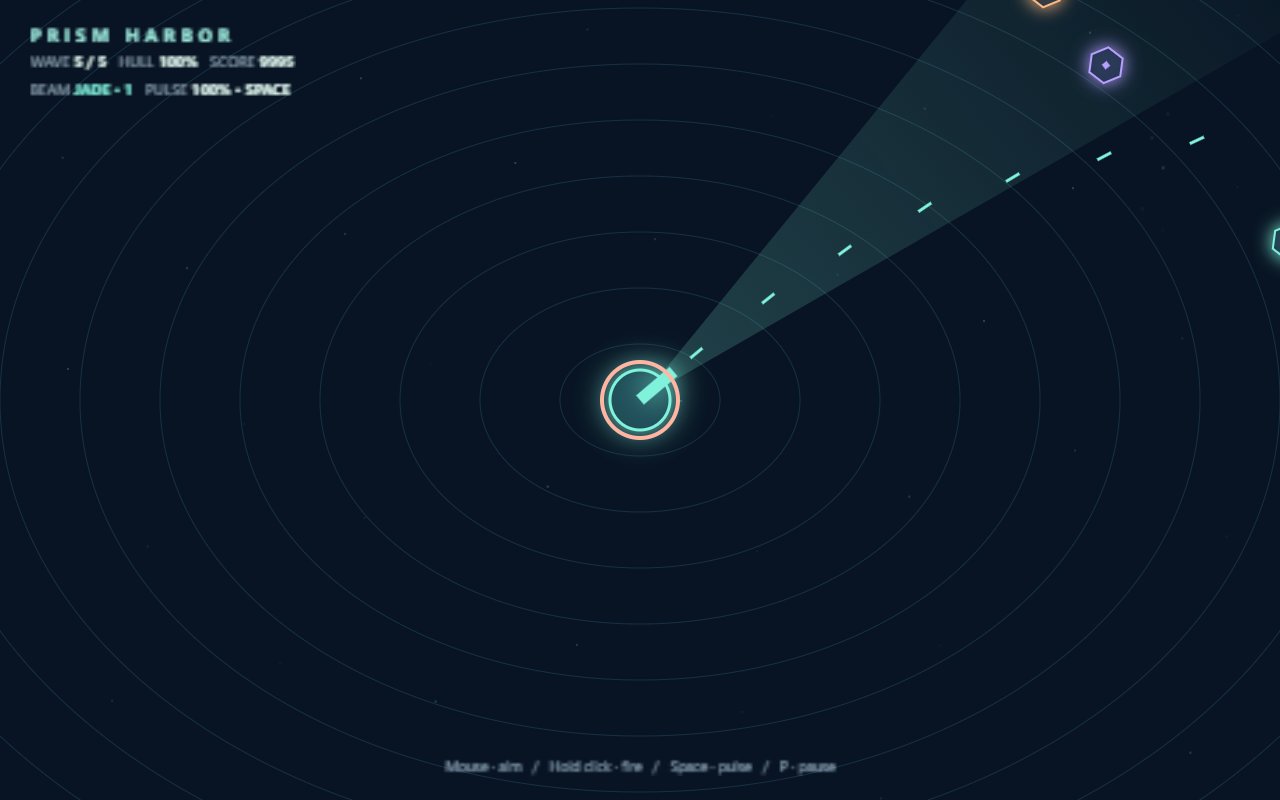 PRISM HARBOR
WAVE 5 / 5 HULL 100% SCORE 9995
BEAM JADE · 1 PULSE 100% · SPACE
Mouse · aim / Hold click · fire / Space · pulse / P · pause